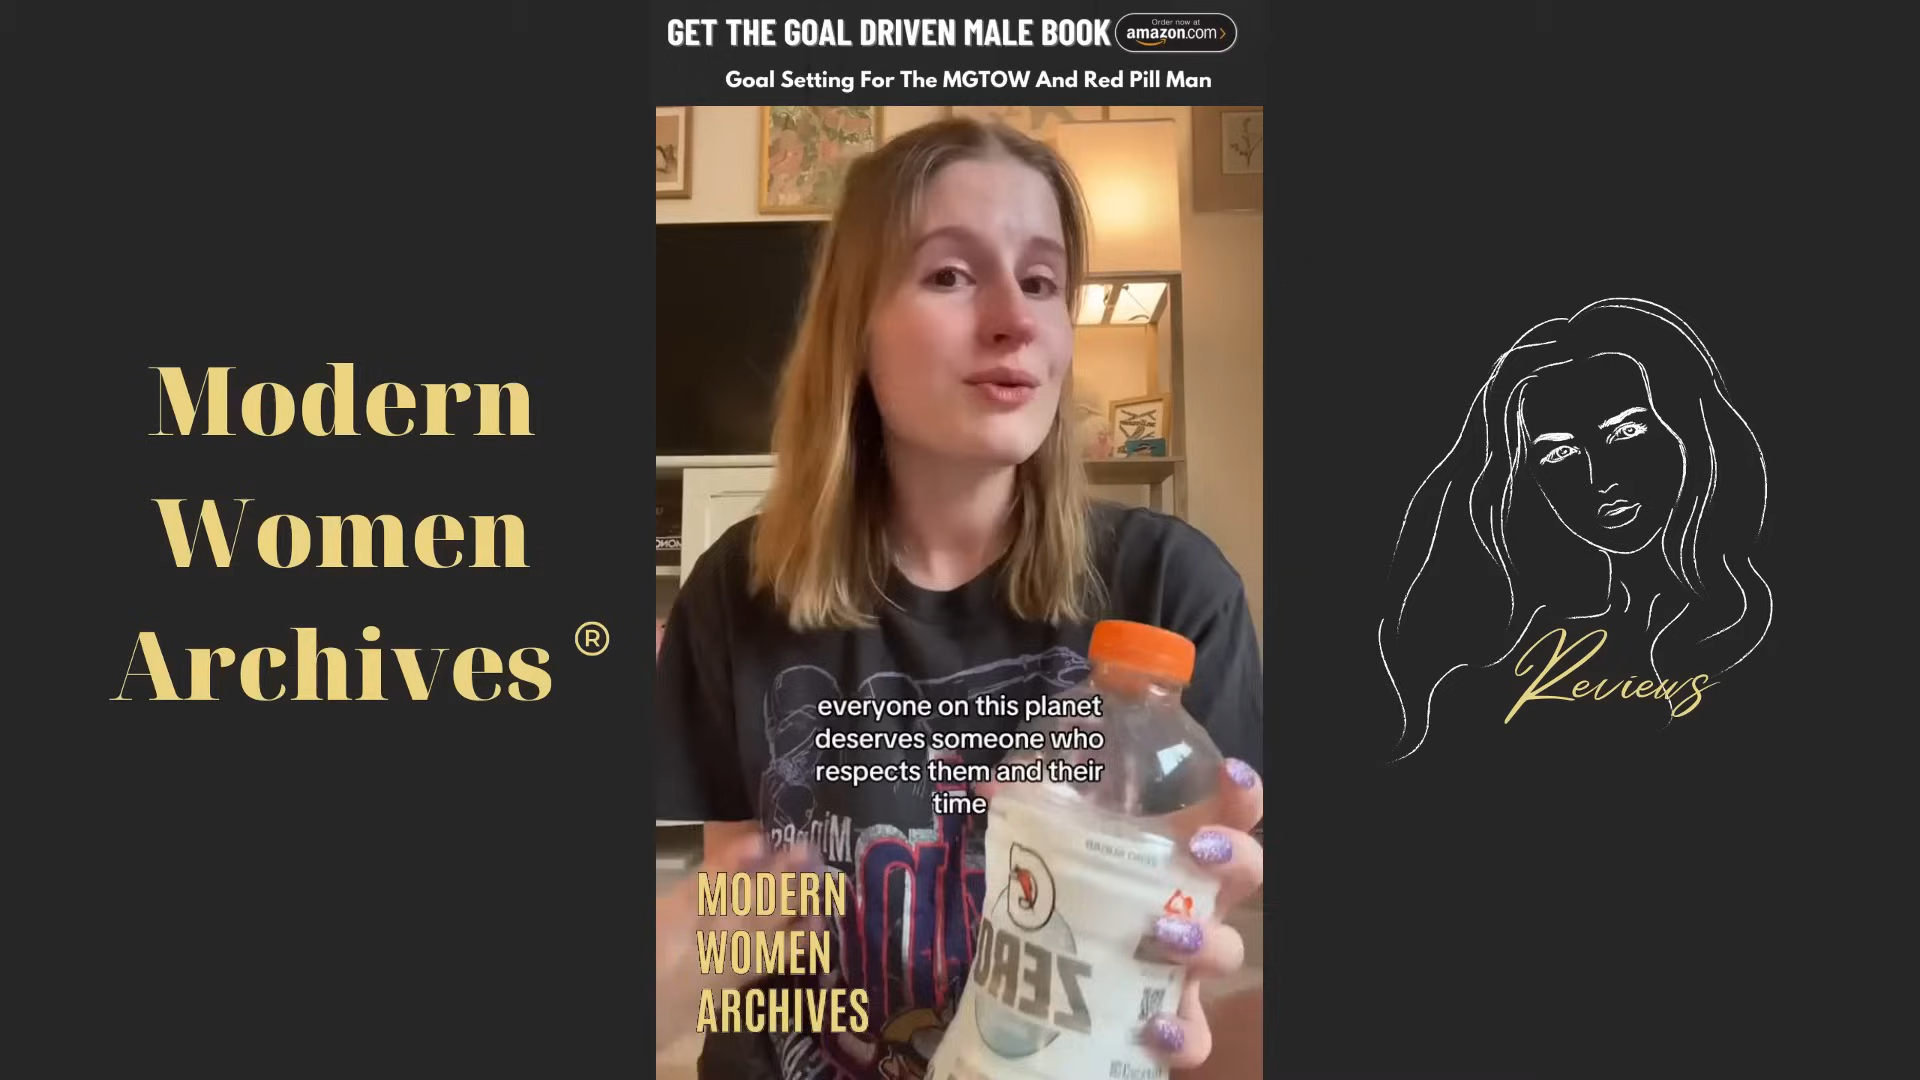 GET THE GOAL DRIVEN MALE BOOK
Order now at
amazon.com
Goal Setting For The MGTOW And Red Pill Man
Modern
Women
Archives ®
everyone on this planet
deserves someone who
respects them and their
time
MODERN
WOMEN
ARCHIVES
G
ZERO
Reviews